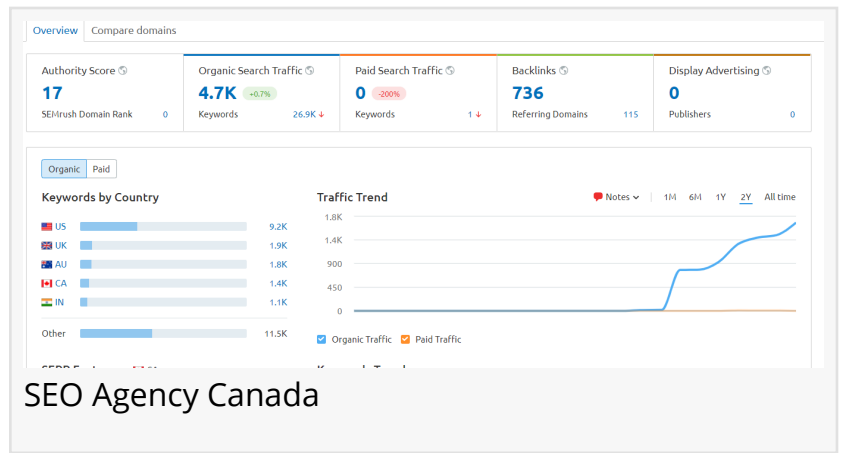 Overview Compare domains
Authority Score Organic Search Traffic Paid Search Traffic Backlinks Display Advertising
17 4.7K +0.7% 0 -200% 736 0
SEMrush Domain Rank 0 Keywords 26.9K ↓ Keywords 1 ↓ Referring Domains 115 Publishers 0
Organic Paid
Keywords by Country Traffic Trend Notes 1M 6M 1Y 2Y All time
US 9.2K
UK 1.9K
AU 1.8K
CA 1.4K
IN 1.1K
Other 11.5K
1.8K
1.4K
900
450
0
Organic Traffic Paid Traffic
SEO Agency Canada